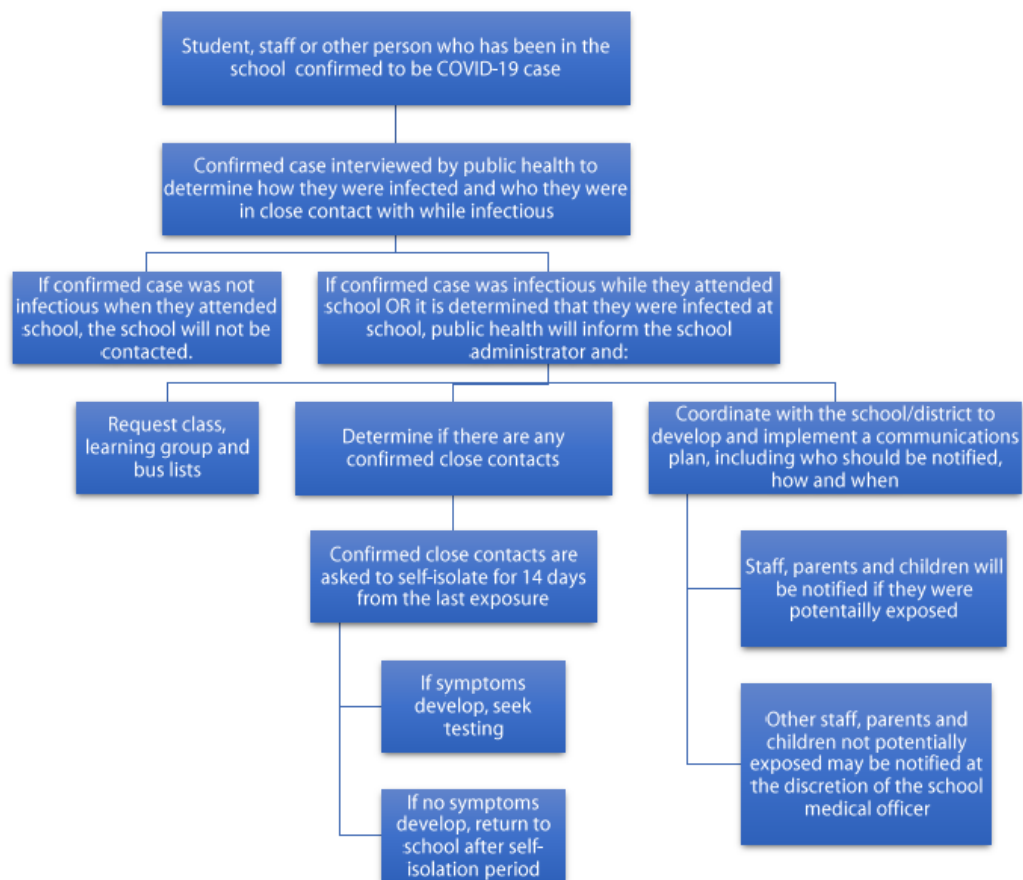 Student, staff or other person who has been in the
school confirmed to be COVID-19 case
Confirmed case interviewed by public health to
determine how they were infected and who they were
in close contact with while infectious
If confirmed case was not
infectious when they attended
school, the school will not be
contacted.
If confirmed case was infectious while they attended
school OR it is determined that they were infected at
school, public health will inform the school
administrator and:
Request class,
learning group and
bus lists
Determine if there are any
confirmed close contacts
Coordinate with the school/district to
develop and implement a communications
plan, including who should be notified,
how and when
Confirmed close contacts are
asked to self-isolate for 14 days
from the last exposure
Staff, parents and children will
be notified if they were
potentailly exposed
If symptoms
develop, seek
testing
Other staff, parents and
children not potentially
exposed may be notified at
the discretion of the school
medical officer
If no symptoms
develop, return to
school after self-
isolation period